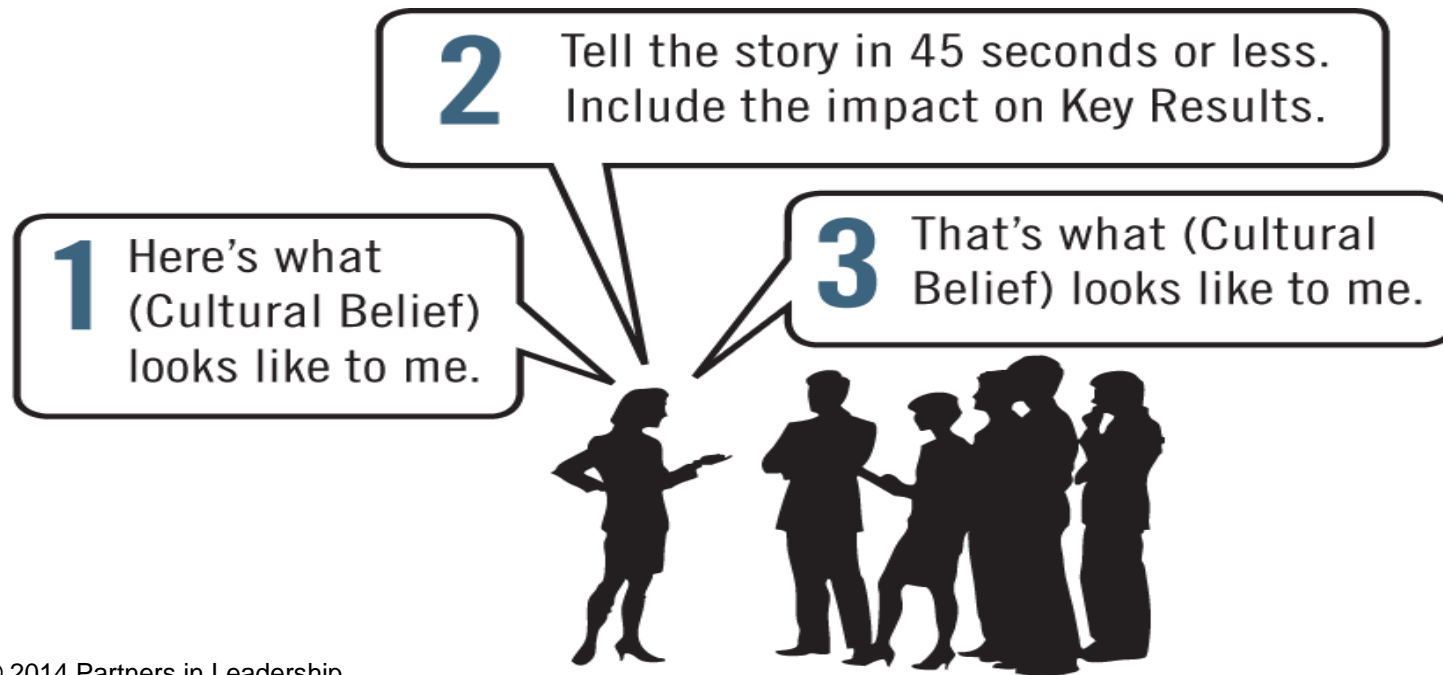 1
Here's what
(Cultural Belief)
looks like to me.
2
Tell the story in 45 seconds or less.
Include the impact on Key Results.
3
That's what (Cultural
Belief) looks like to me.
© 2014 Partners in Leadership